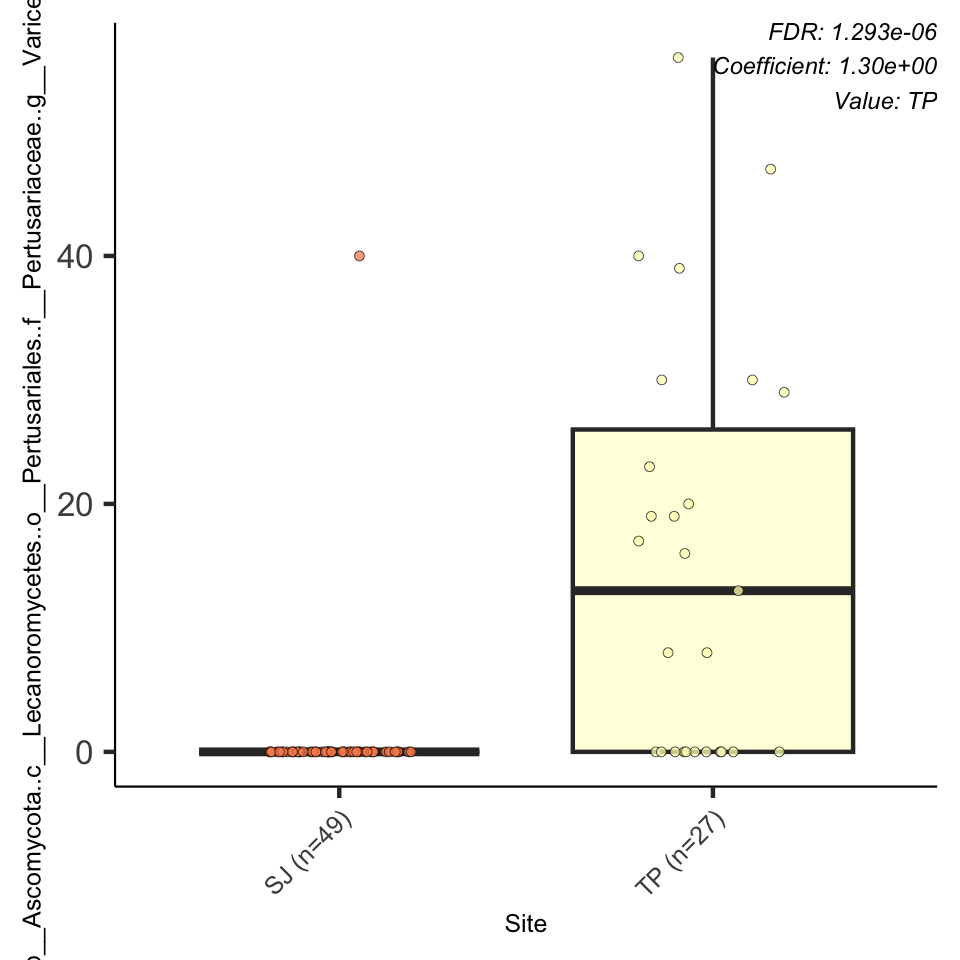 FDR: 1.293e-06
Coefficient: 1.30e+00
Value: TP
Ascomycota..c__Lecanoromycetes..o__Pertusariales..f__Pertusariaceae..g__Varice
40
20
0
SJ (n=49)
TP (n=27)
Site